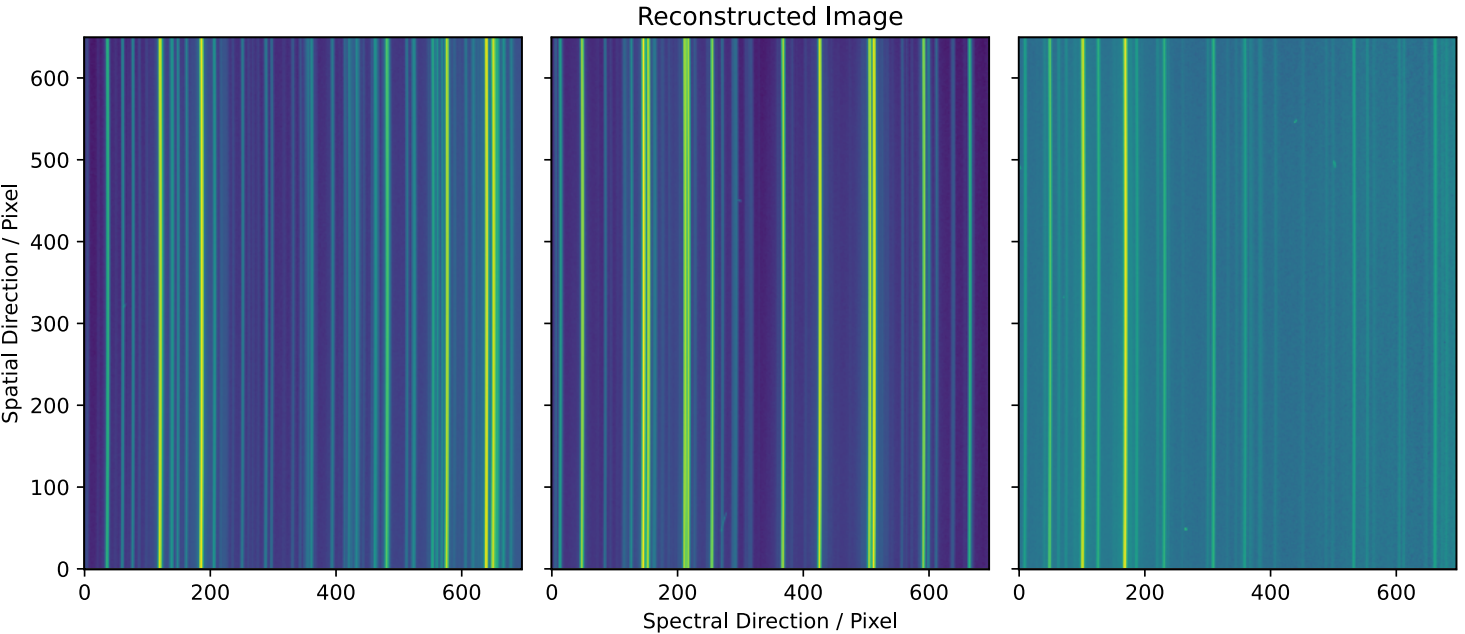 Reconstructed Image
Spatial Direction / Pixel
600
500
400
300
200
100
0
0 200 400 600
0 200 400 600
0 200 400 600
Spectral Direction / Pixel